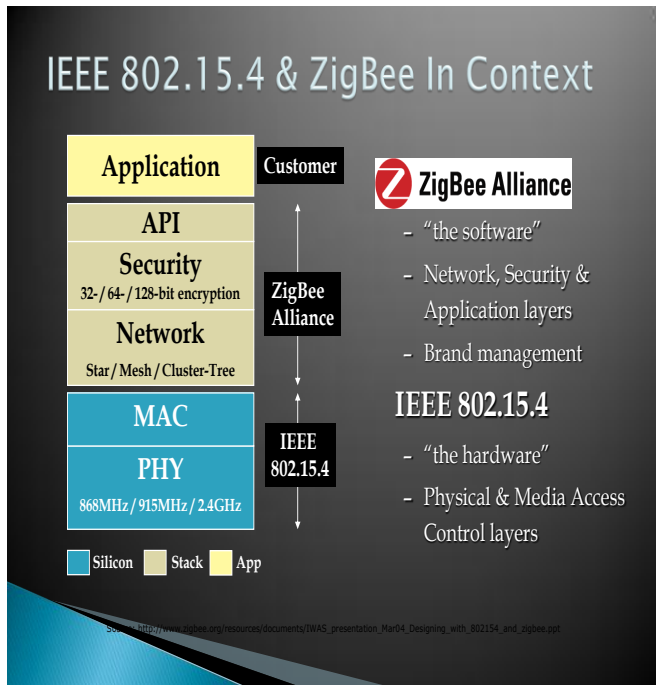 IEEE 802.15.4 & ZigBee In Context
Application
Customer
API
Security
32-/ 64-/ 128-bit encryption
Network
Star / Mesh / Cluster-Tree
ZigBee
Alliance
MAC
PHY
868MHz / 915MHz / 2.4GHz
IEEE
802.15.4
Silicon
Stack
App
ZigBee Alliance
– “the software”
– Network, Security &
Application layers
– Brand management
IEEE 802.15.4
– “the hardware”
– Physical & Media Access
Control layers
Source: http://www.zigbee.org/resources/documents/IWAS_presentation_Mar04_Designing_with_802154_and_zigbee.ppt